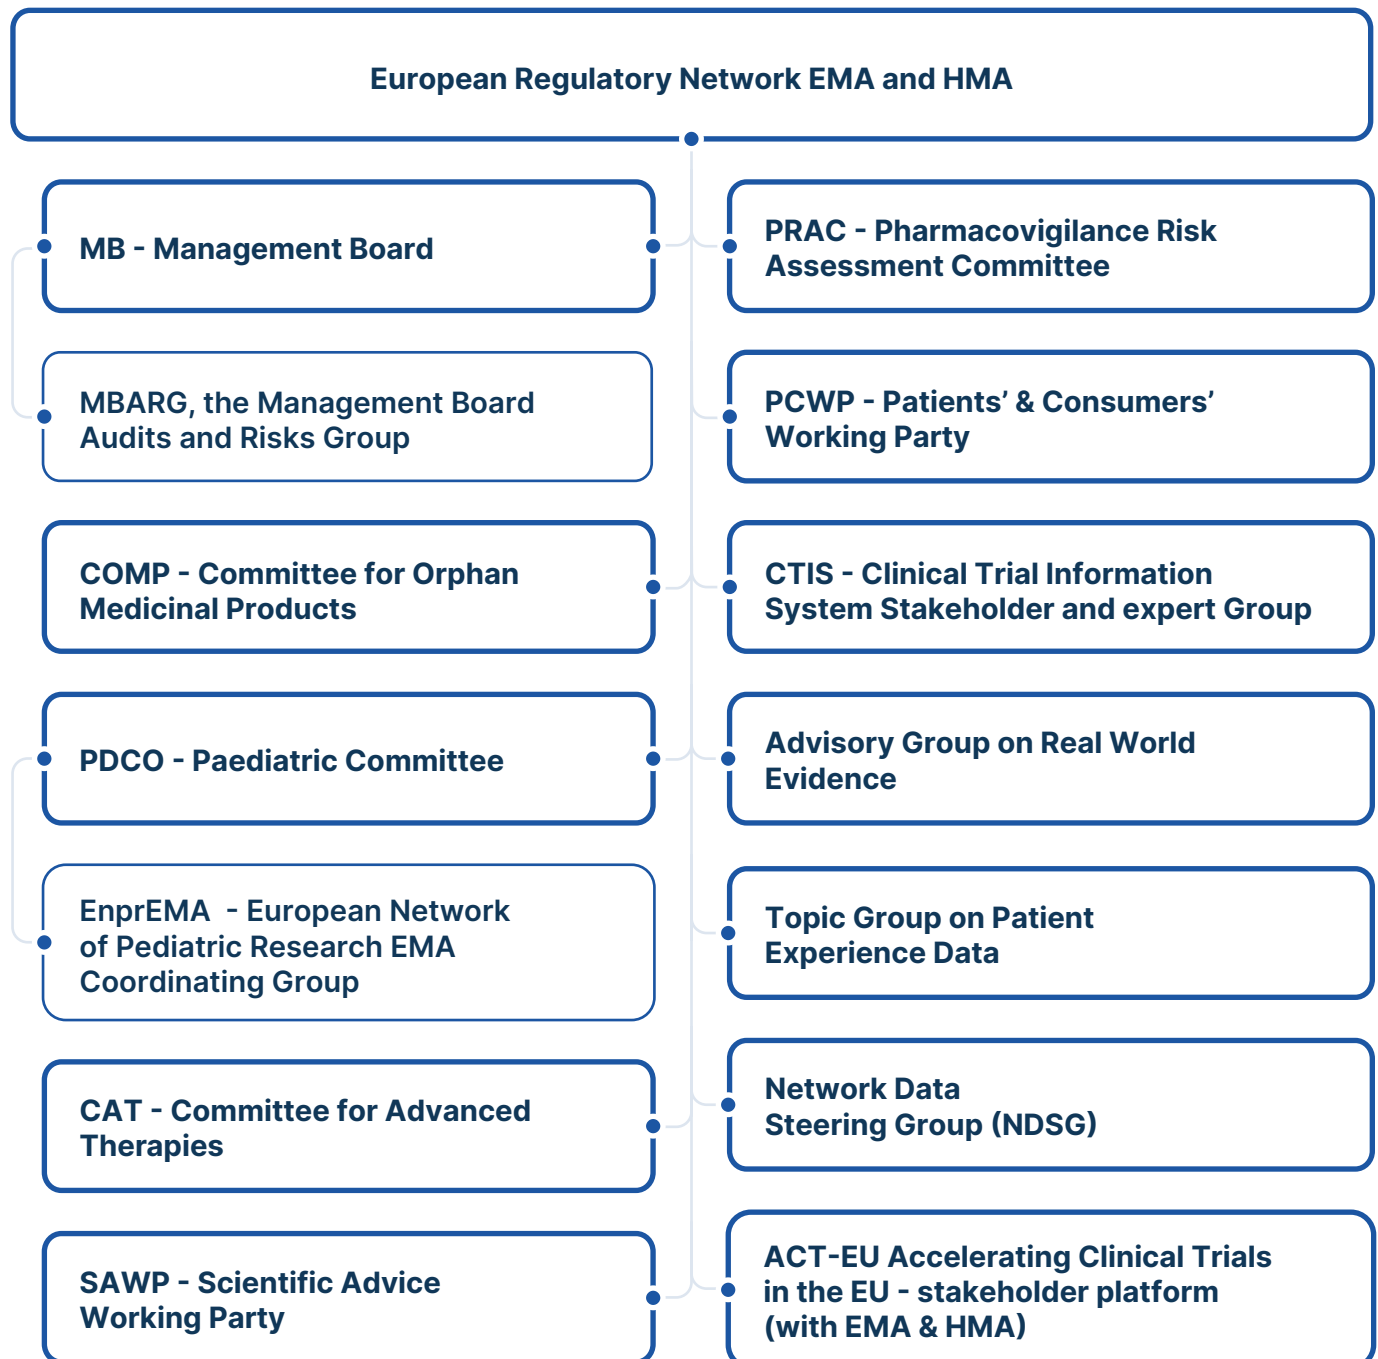 European Regulatory Network EMA and HMA
MB - Management Board
MBARG, the Management Board
Audits and Risks Group
COMP - Committee for Orphan
Medicinal Products
PDCO - Paediatric Committee
EnprEMA - European Network
of Pediatric Research EMA
Coordinating Group
CAT - Committee for Advanced
Therapies
SAWP - Scientific Advice
Working Party
PRAC - Pharmacovigilance Risk
Assessment Committee
PCWP - Patients’ & Consumers’
Working Party
CTIS - Clinical Trial Information
System Stakeholder and expert Group
Advisory Group on Real World
Evidence
Topic Group on Patient
Experience Data
Network Data
Steering Group (NDSG)
ACT-EU Accelerating Clinical Trials
in the EU - stakeholder platform
(with EMA & HMA)